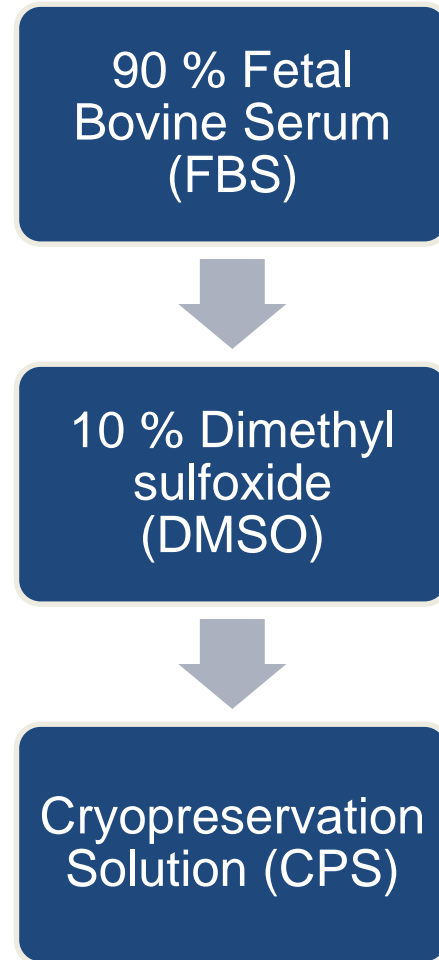 90 % Fetal
Bovine Serum
(FBS)
10 % Dimethyl
sulfoxide
(DMSO)
Cryopreservation
Solution (CPS)